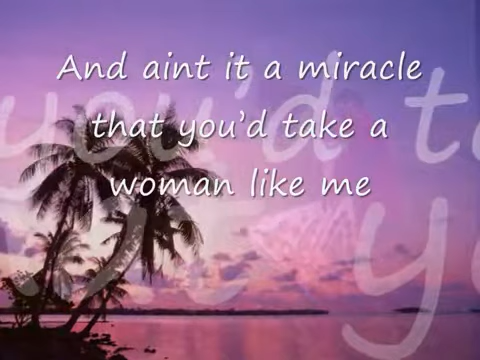 And aint it a miracle
that you'd take a
woman like me